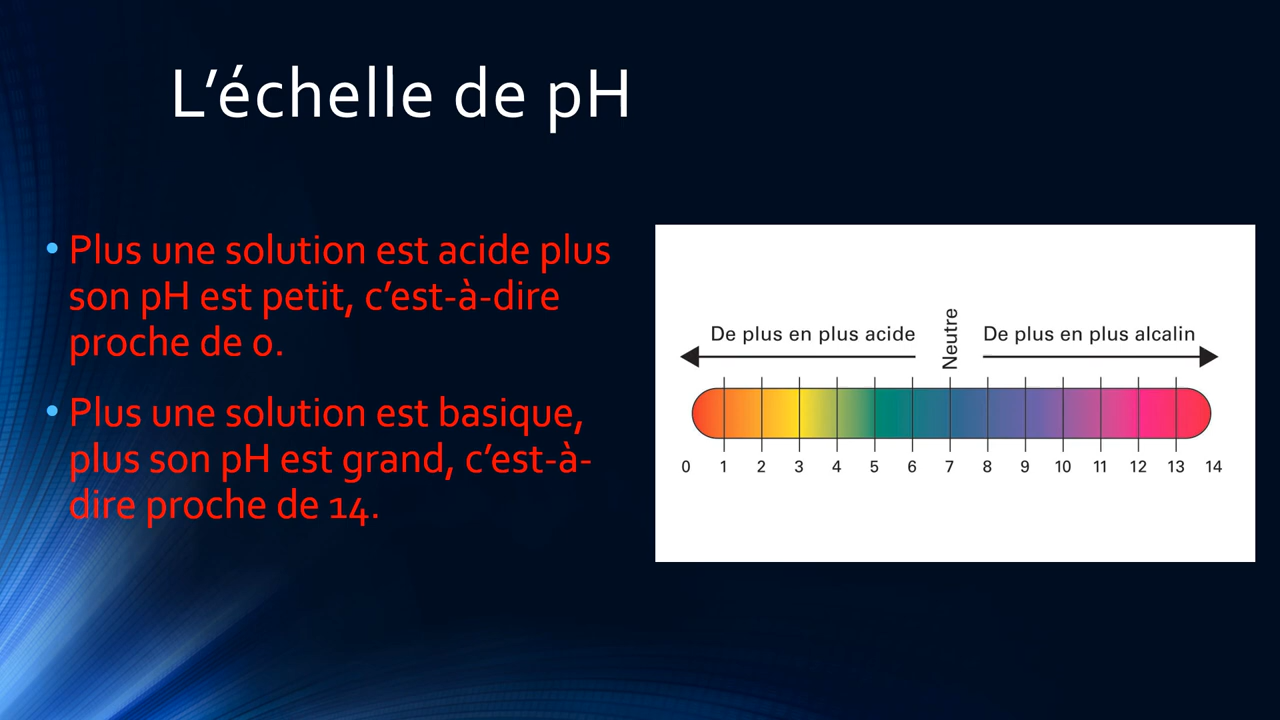 L’échelle de pH
• Plus une solution est acide plus
son pH est petit, c’est-à-dire
proche de 0.
• Plus une solution est basique,
plus son pH est grand, c’est-à-
dire proche de 14.
De plus en plus acide
Neutre
De plus en plus alcalin
0 1 2 3 4 5 6 7 8 9 10 11 12 13 14